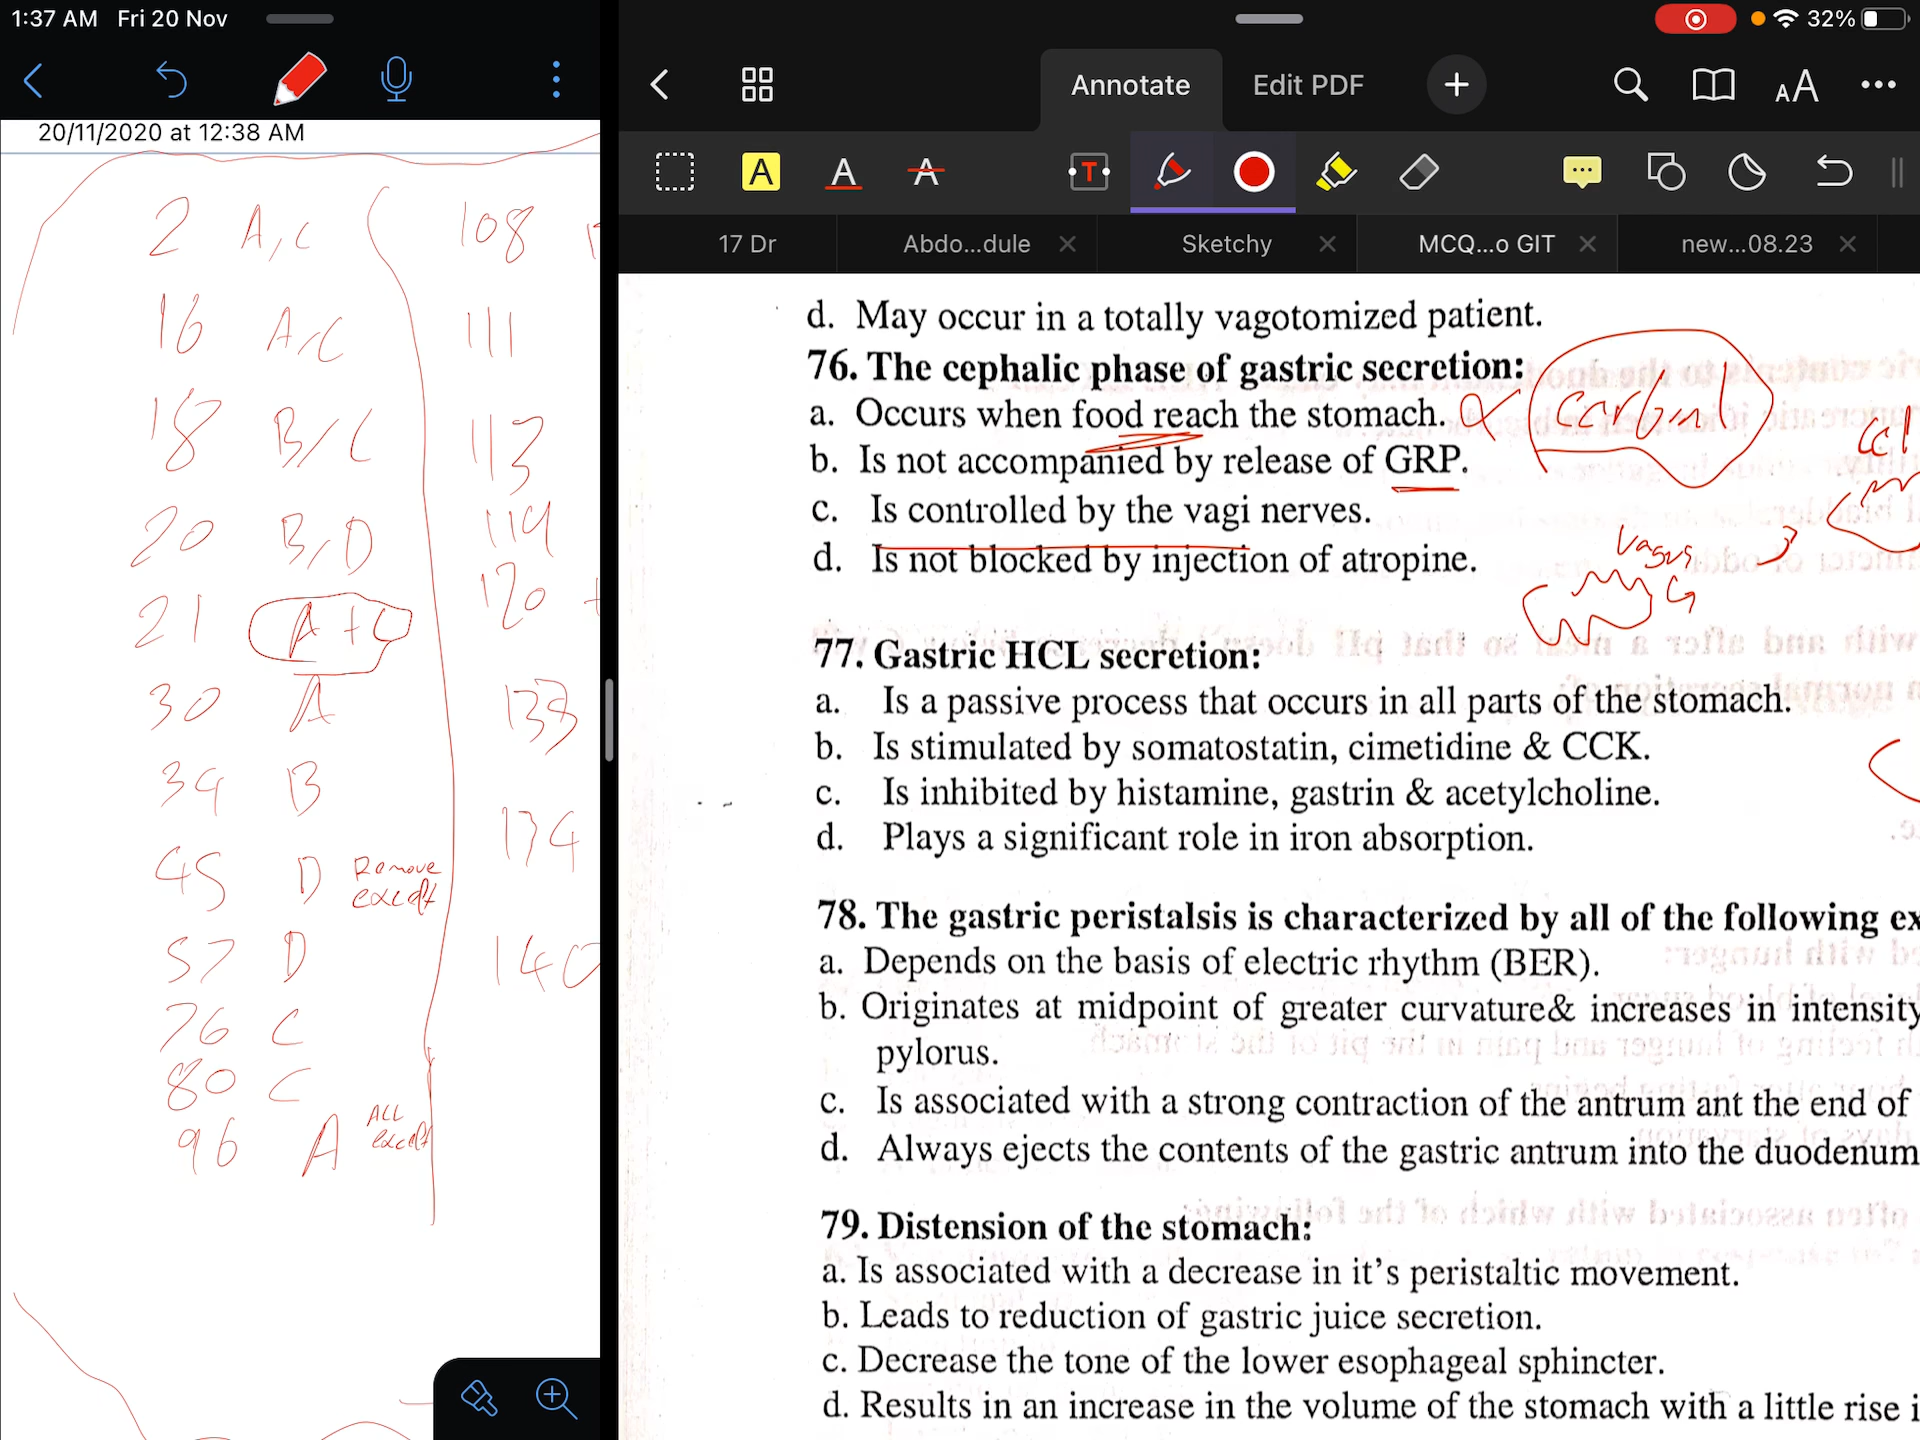 1:37 AM Fri 20 Nov
32%
Annotate
Edit PDF
17 Dr
Abdo...dule
Sketchy
MCQ...o GIT
new...08.23
20/11/2020 at 12:38 AM
2 A,C
16 A,C
18 B/C
20 B/D
21 A+C
30 A
39 B
45 D Remove except
57 D
76 C
80 C
96 A ALL except
108
111
113
119
120
133
134
140
d. May occur in a totally vagotomized patient.
76. The cephalic phase of gastric secretion:
a. Occurs when food reach the stomach.
b. Is not accompanied by release of GRP.
c. Is controlled by the vagi nerves.
d. Is not blocked by injection of atropine.
Vagus
77. Gastric HCL secretion:
a. Is a passive process that occurs in all parts of the stomach.
b. Is stimulated by somatostatin, cimetidine & CCK.
c. Is inhibited by histamine, gastrin & acetylcholine.
d. Plays a significant role in iron absorption.
78. The gastric peristalsis is characterized by all of the following ex
a. Depends on the basis of electric rhythm (BER).
b. Originates at midpoint of greater curvature& increases in intensity
pylorus.
c. Is associated with a strong contraction of the antrum ant the end of
d. Always ejects the contents of the gastric antrum into the duodenum
79. Distension of the stomach:
a. Is associated with a decrease in it's peristaltic movement.
b. Leads to reduction of gastric juice secretion.
c. Decrease the tone of the lower esophageal sphincter.
d. Results in an increase in the volume of the stomach with a little rise i